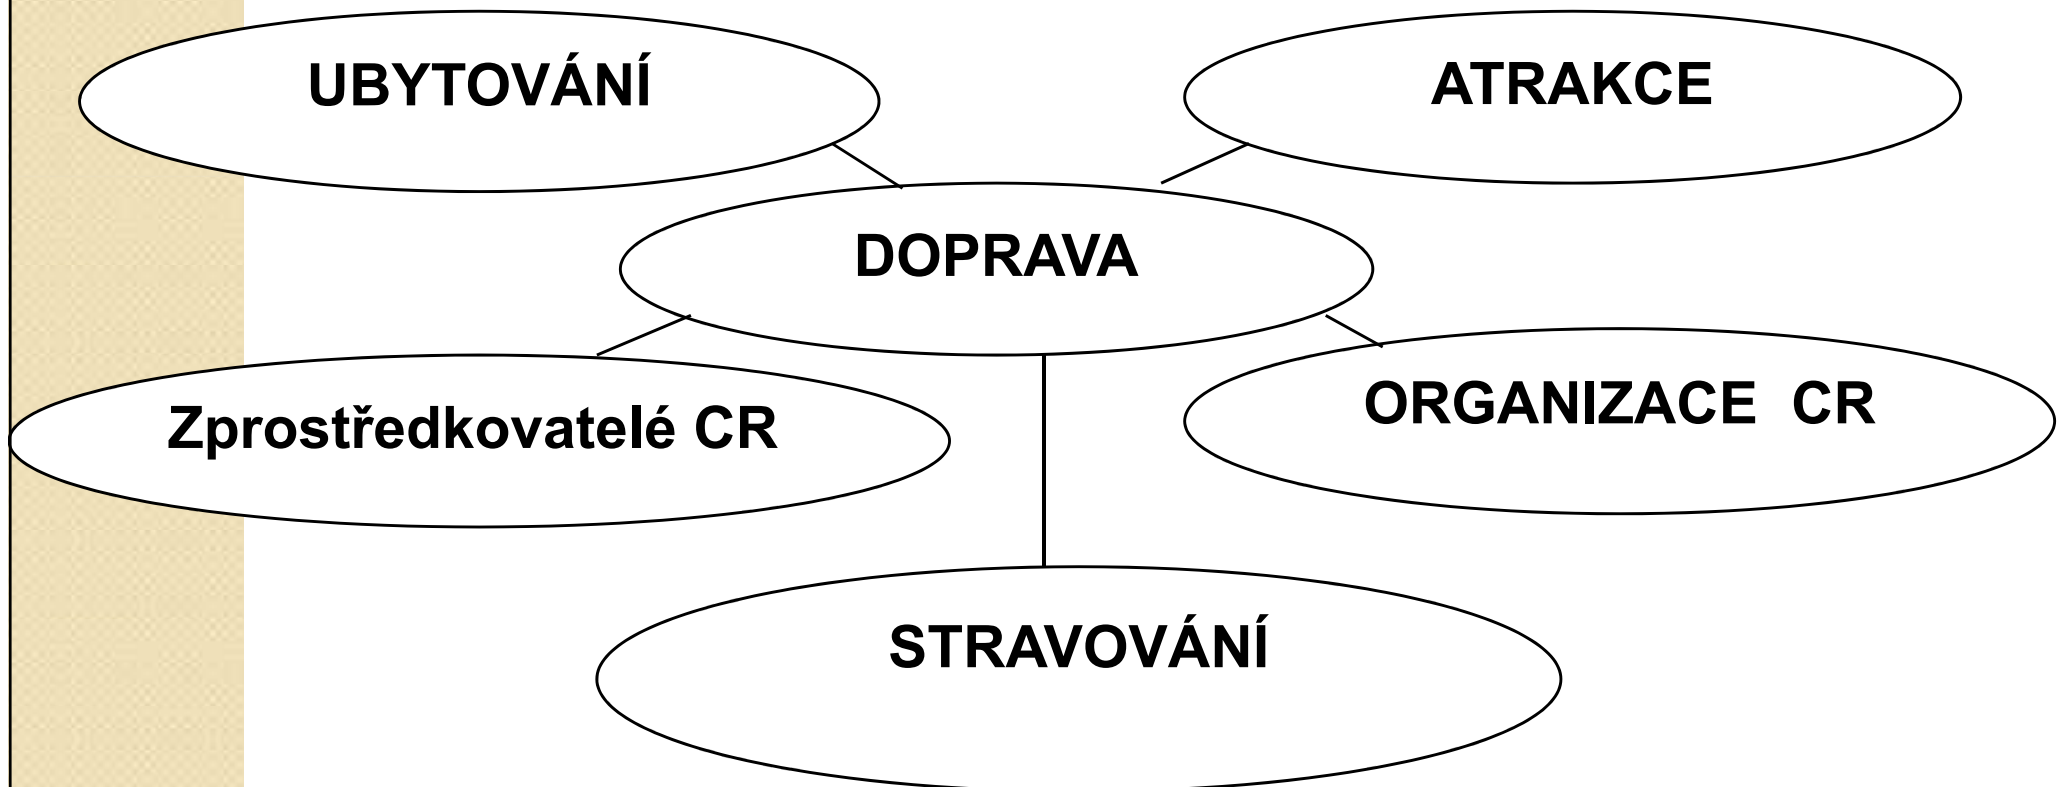 UBYTOVÁNÍ
ATRAKCE
DOPRAVA
Zprostředkovatelé CR
ORGANIZACE  CR
STRAVOVÁNÍ